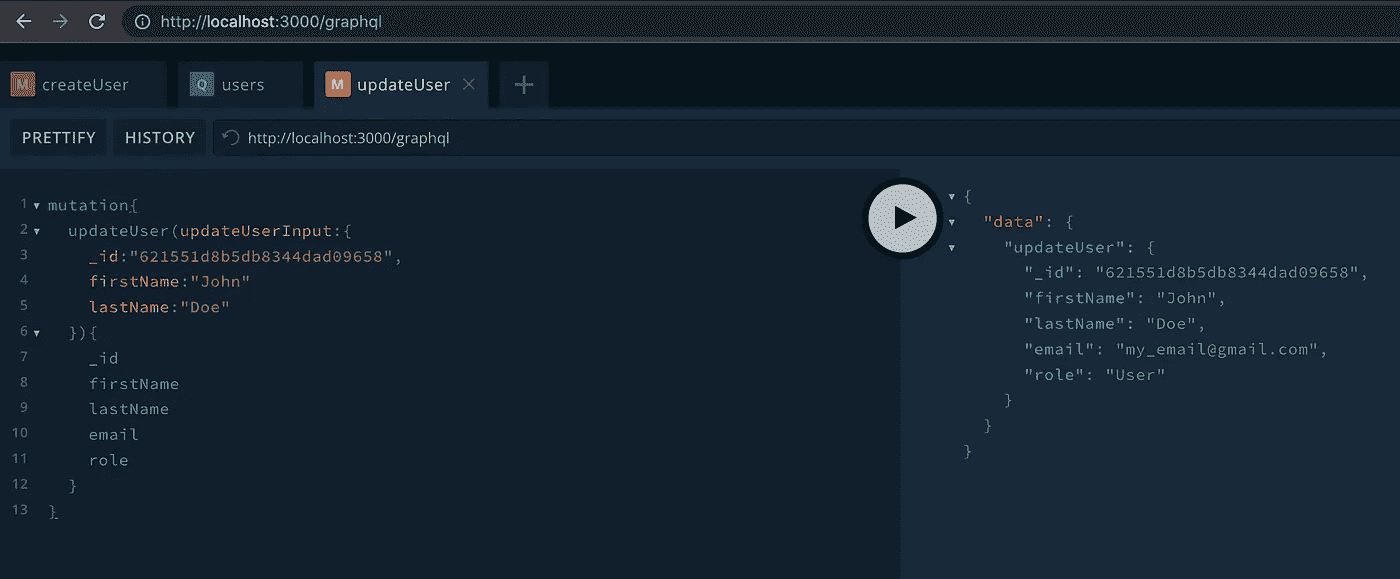 http://localhost:3000/graphql
M createUser
Q users
M updateUser
PRETTIFY HISTORY http://localhost:3000/graphql
1 mutation{
2 updateUser(updateUserInput:{
3 _id:"621551d8b5db8344dad09658",
4 firstName:"John"
5 lastName:"Doe"
6 }){
7 _id
8 firstName
9 lastName
10 email
11 role
12 }
13 }
{
"data": {
"updateUser": {
"_id": "621551d8b5db8344dad09658",
"firstName": "John",
"lastName": "Doe",
"email": "my_email@gmail.com",
"role": "User"
}
}
}